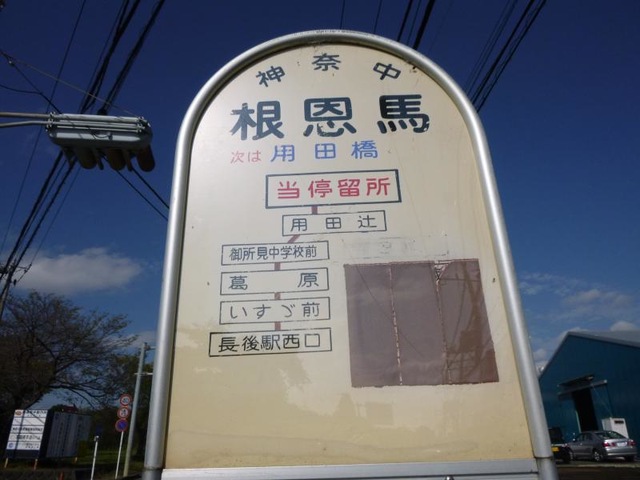 神奈中
根恩馬
次は 用田橋
当停留所
用田辻
御所見中学校前
葛原
いすゞ前
長後駅西口